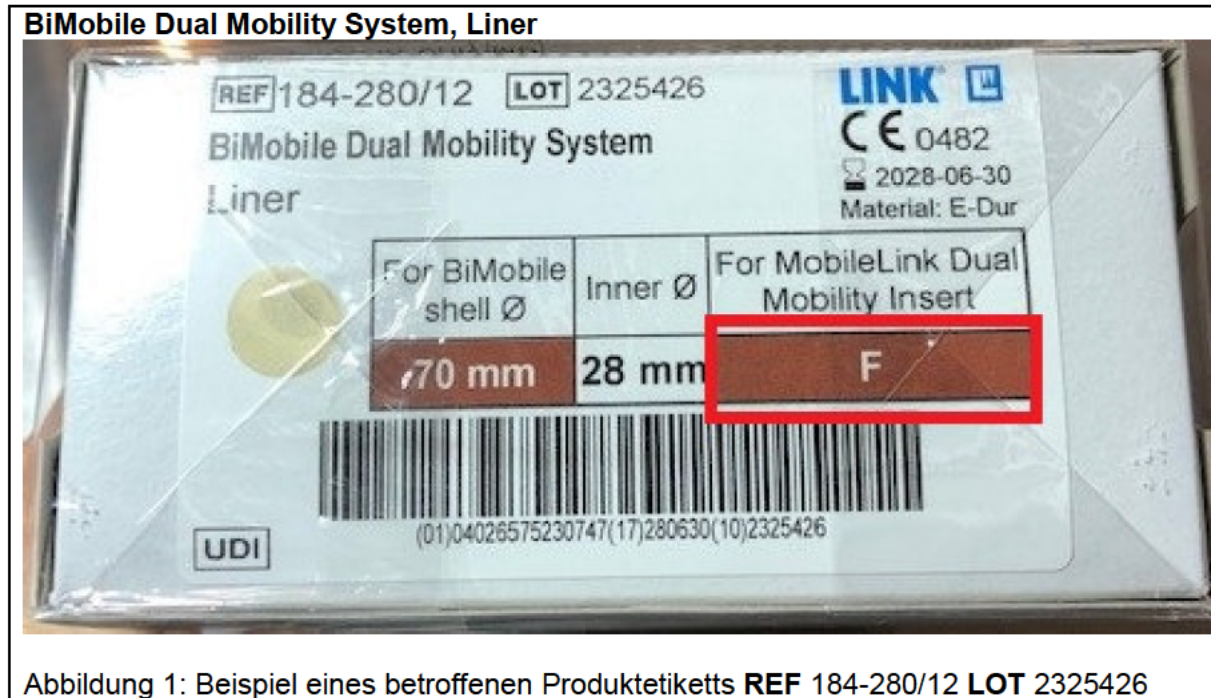 BiMobile Dual Mobility System, Liner
REF 184-280/12 LOT 2325426
LINK
CE 0482
BiMobile Dual Mobility System
2028-06-30
Liner
Material: E-Dur
For BiMobile shell Ø
Inner Ø
For MobileLink Dual Mobility Insert
70 mm
28 mm
F
(01)04026575230747(17)280630(10)2325426
UDI
Abbildung 1: Beispiel eines betroffenen Produktetiketts REF 184-280/12 LOT 2325426